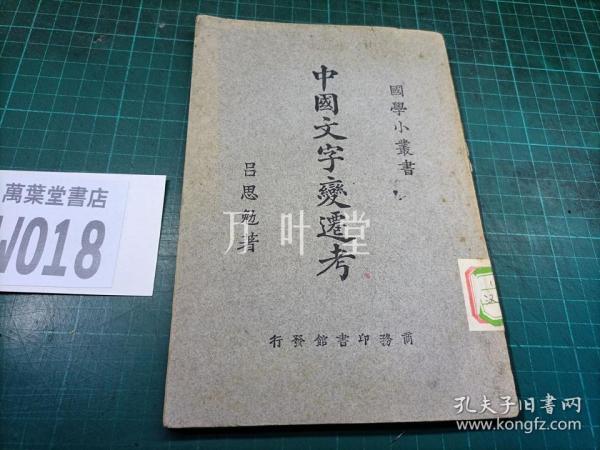 國學小叢書
中國文字變遷考
呂思勉著
商務印書館發行
萬葉堂書店
W018
万叶堂
孔夫子旧书网
www.kongfz.com